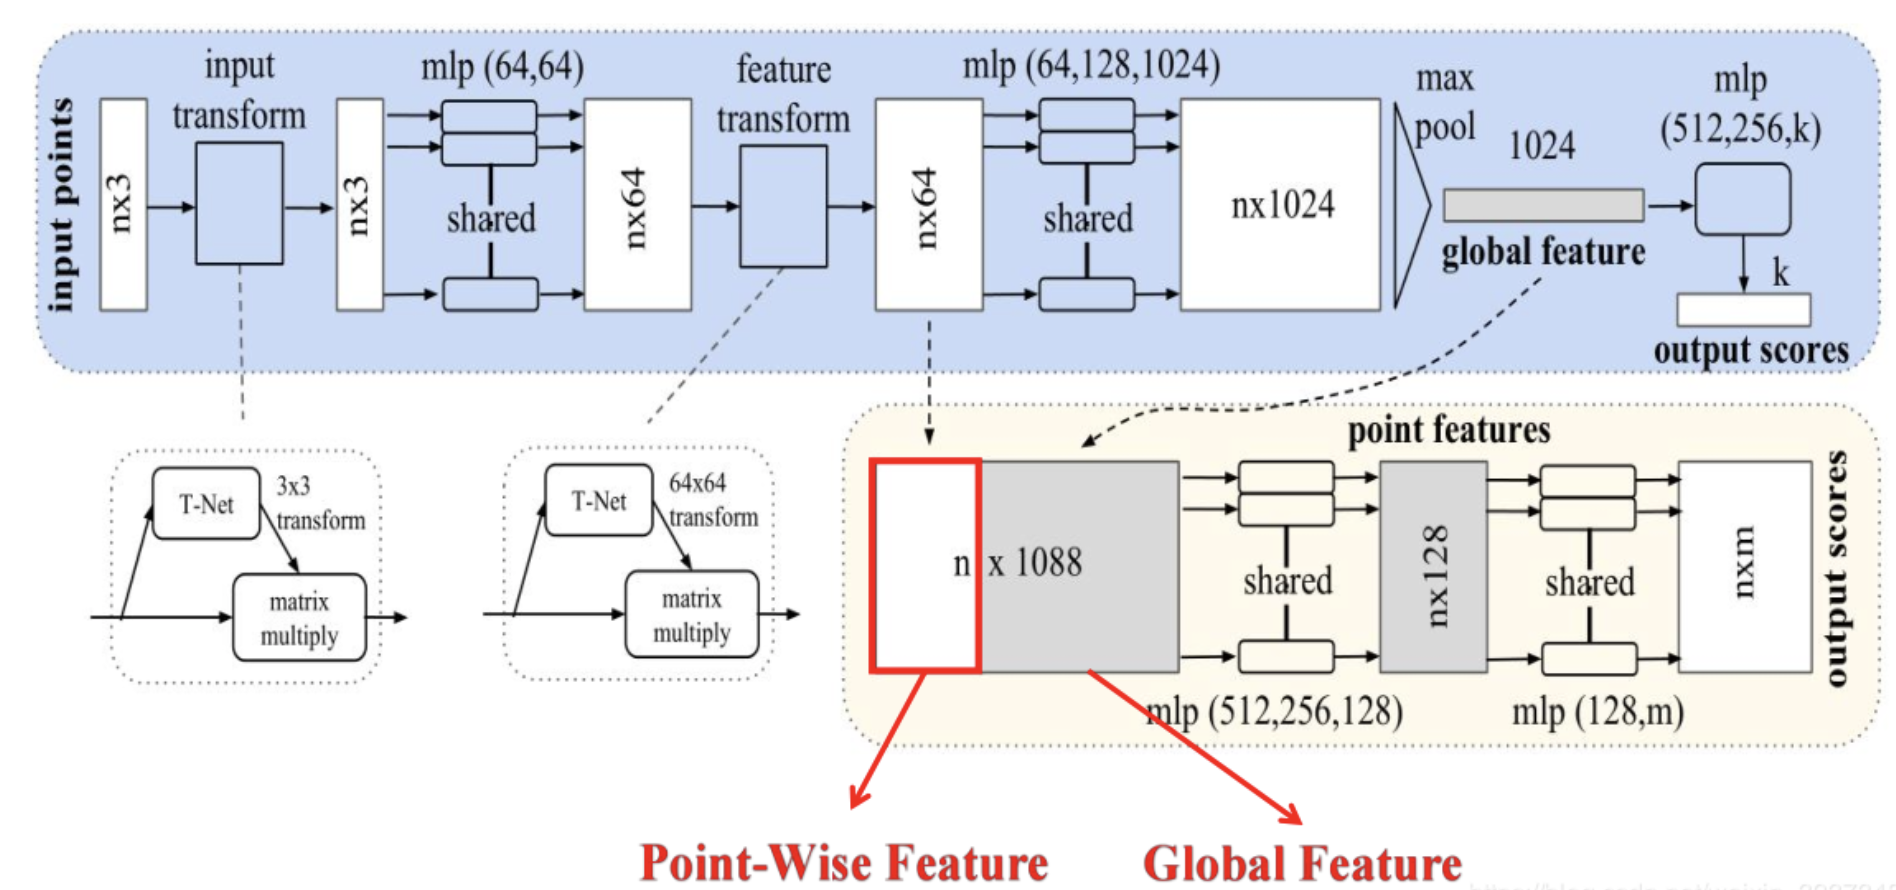 input points
nx3
input
transform
nx3
mlp (64,64)
shared
nx64
feature
transform
nx64
mlp (64,128,1024)
shared
nx1024
max
pool
1024
global feature
mlp
(512,256,k)
k
output scores
T-Net
3x3
transform
matrix
multiply
T-Net
64x64
transform
matrix
multiply
point features
n x 1088
shared
mlp (512,256,128)
nx128
shared
mlp (128,m)
nxm
output scores
Point-Wise Feature
Global Feature